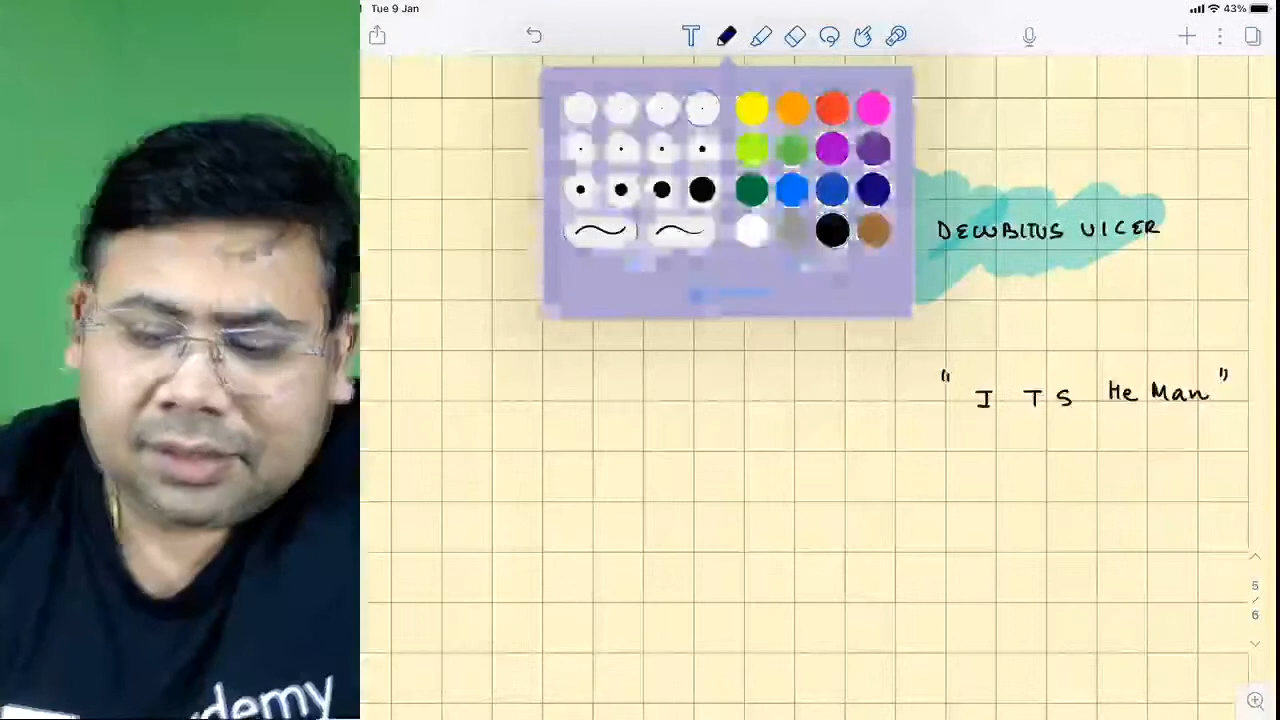 Tue 9 Jan
43%
T
DECUBITUS ULCER
" I T S He Man "
5
/
6
demy